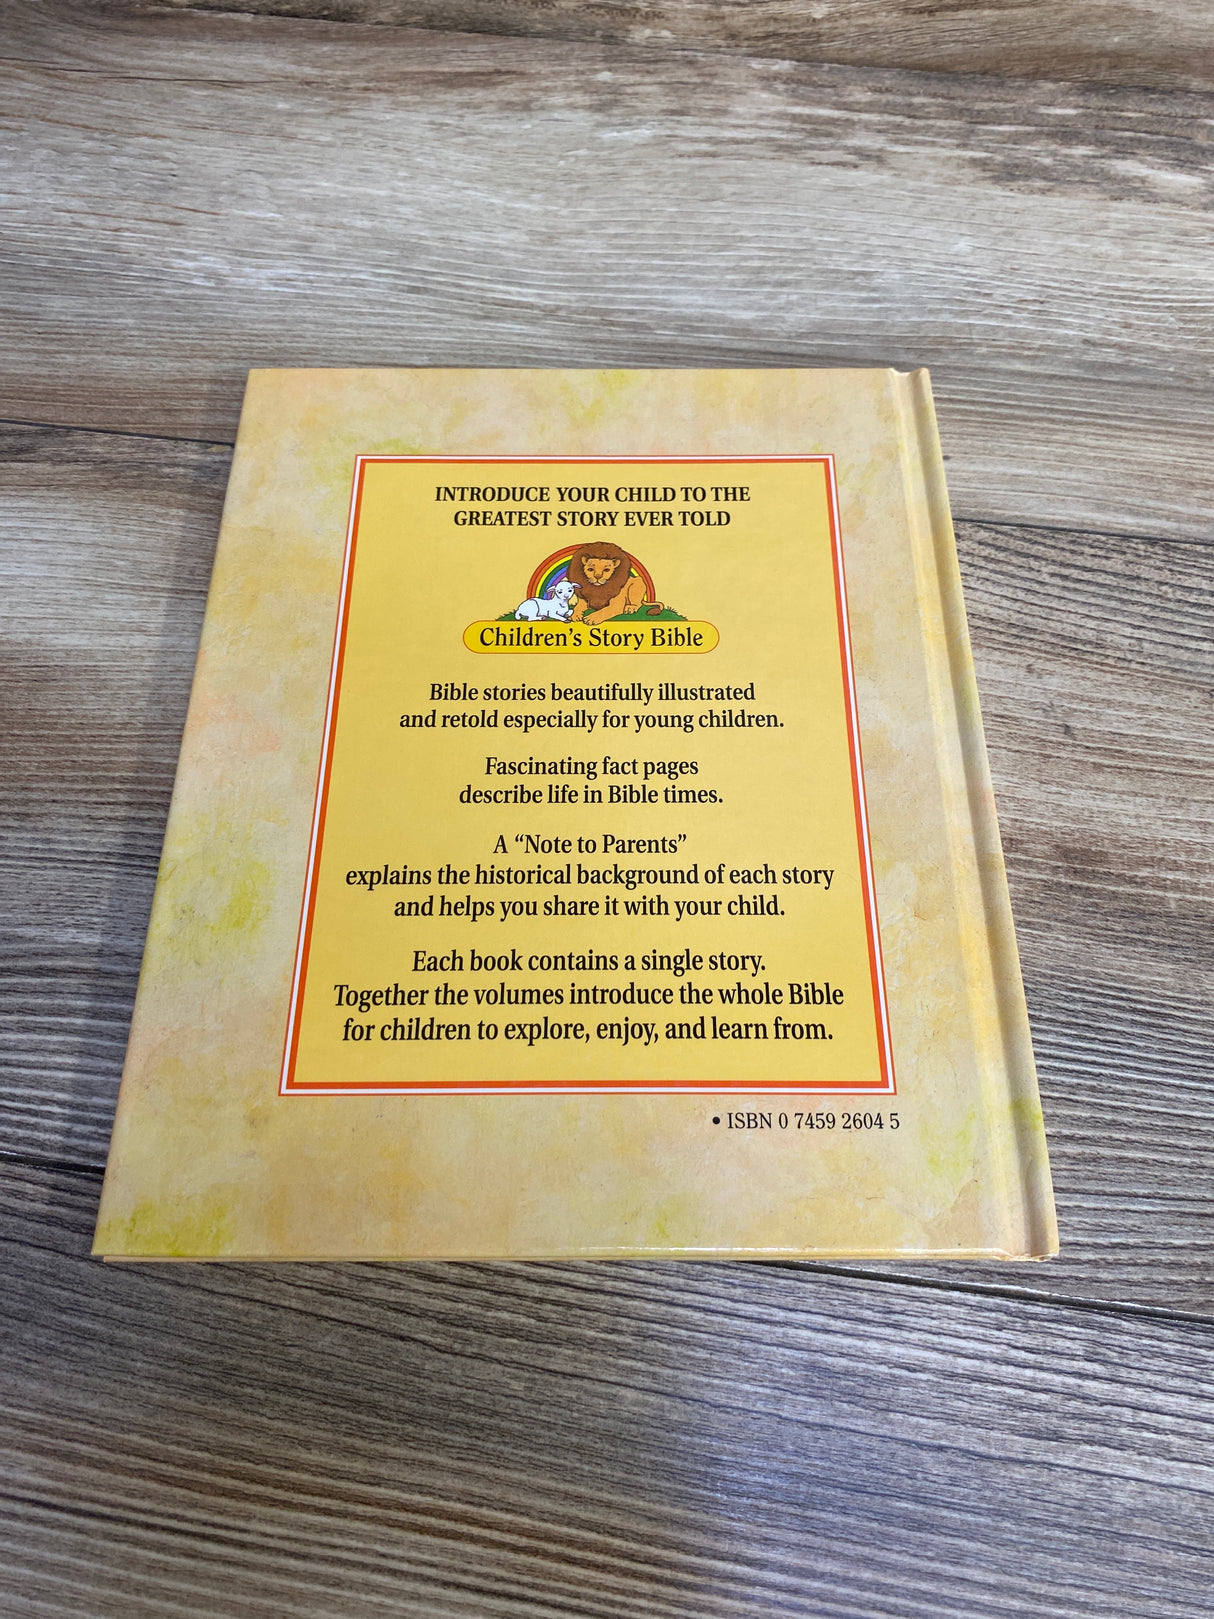 INTRODUCE YOUR CHILD TO THE
GREATEST STORY EVER TOLD
Children's Story Bible
Bible stories beautifully illustrated
and retold especially for young children.
Fascinating fact pages
describe life in Bible times.
A “Note to Parents”
explains the historical background of each story
and helps you share it with your child.
Each book contains a single story.
Together the volumes introduce the whole Bible
for children to explore, enjoy, and learn from.
• ISBN 0 7459 2604 5